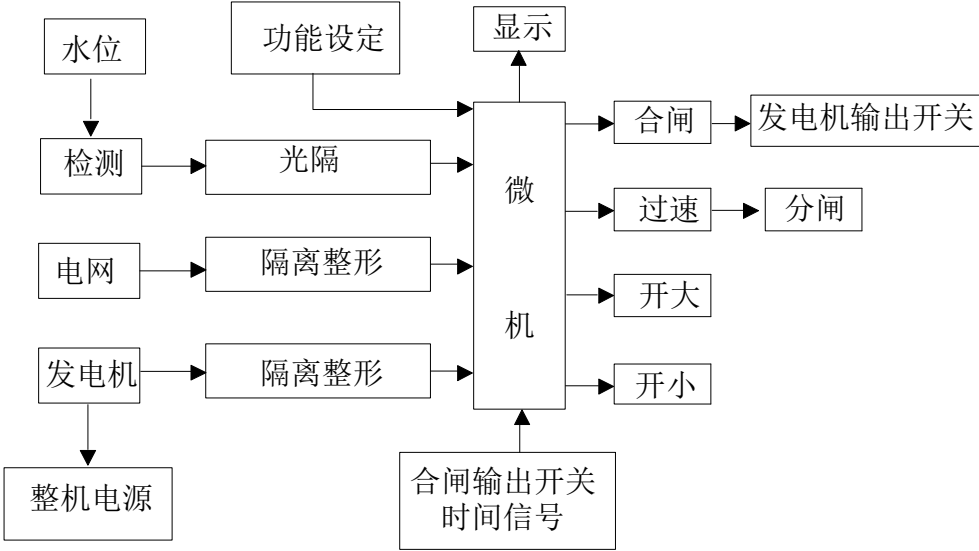 显示
功能设定
水位
合闸
发电机输出开关
检测
光隔
微
过速
分闸
电网
隔离整形
开大
机
发电机
隔离整形
开小
整机电源
合闸输出开关
时间信号